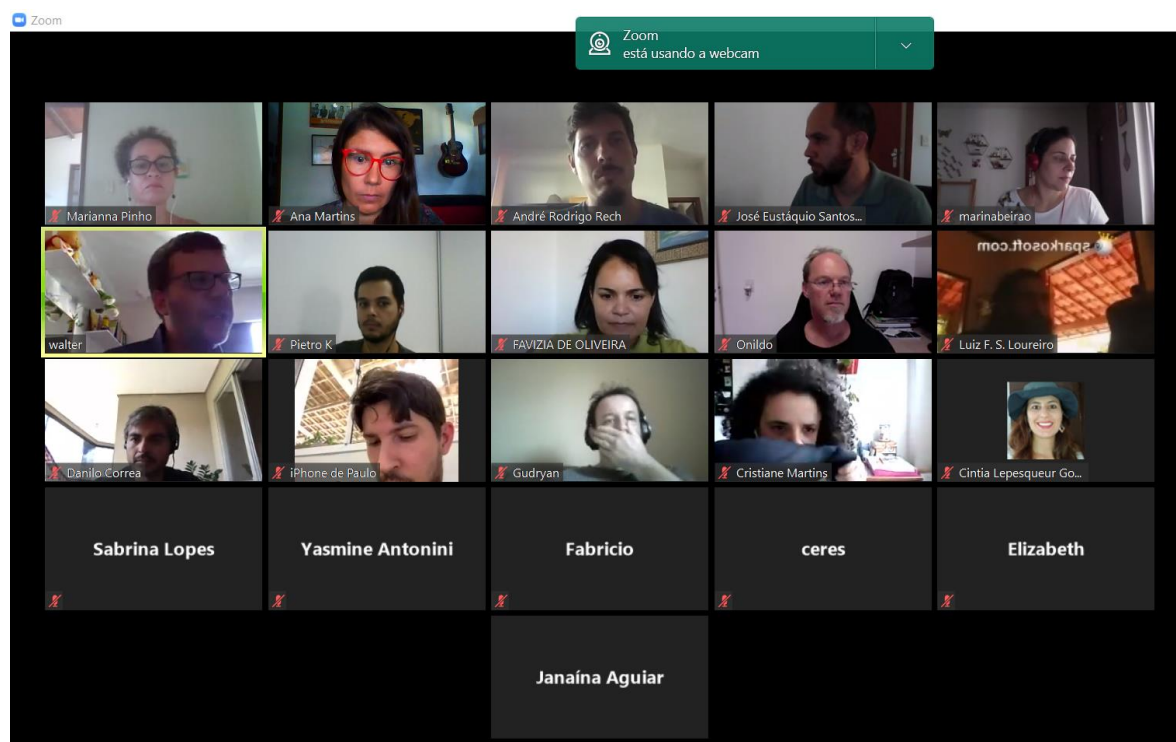 Zoom
Zoom
está usando a webcam
Marianna Pinho
Ana Martins
André Rodrigo Rech
José Eustáquio Santos...
marinabeirao
walter
Pietro K
FAVIZIA DE OLIVEIRA
Onildo
sparkosoft.com
Luiz F. S. Loureiro
Danilo Correa
iPhone de Paulo
Gudryan
Cristiane Martins
Cintia Lepesqueur Go...
Sabrina Lopes
Yasmine Antonini
Fabricio
ceres
Elizabeth
Janaína Aguiar